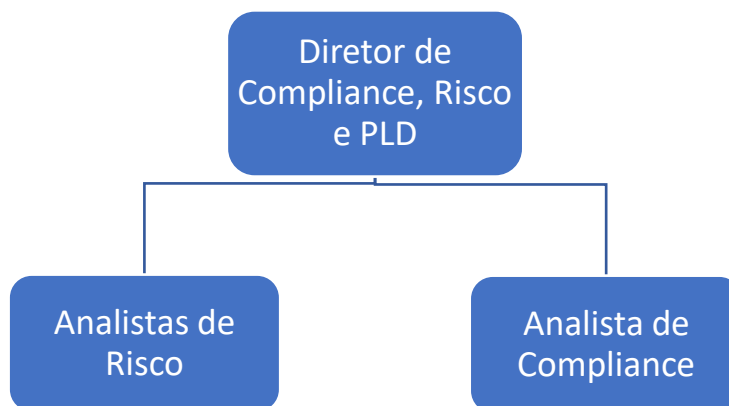 Diretor de
Compliance, Risco
e PLD
Analistas de
Risco
Analista de
Compliance